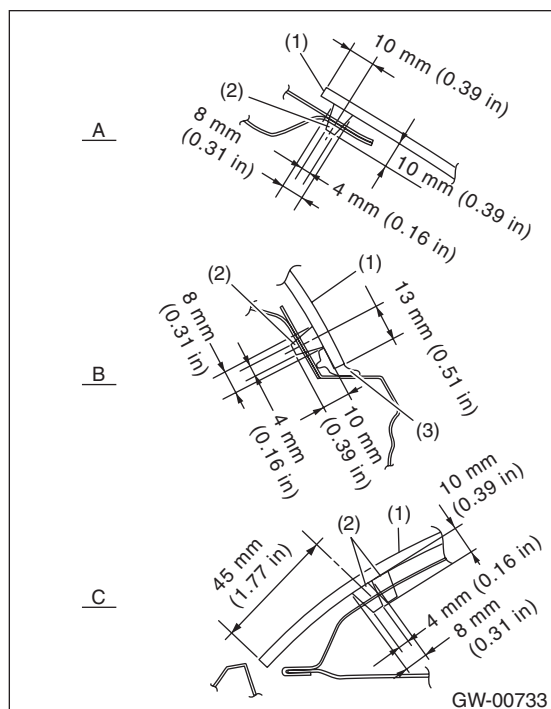 (1)
10 mm (0.39 in)
(2)
8 mm
(0.31 in)
A
10 mm (0.39 in)
4 mm (0.16 in)
(2)
(1)
8 mm
(0.31 in)
13 mm
(0.51 in)
B
4 mm
(0.16 in)
10 mm
(0.39 in)
(3)
10 mm
(0.39 in)
(2)
(1)
45 mm
(1.77 in)
4 mm (0.16 in)
C
8 mm
(0.31 in)
GW-00733